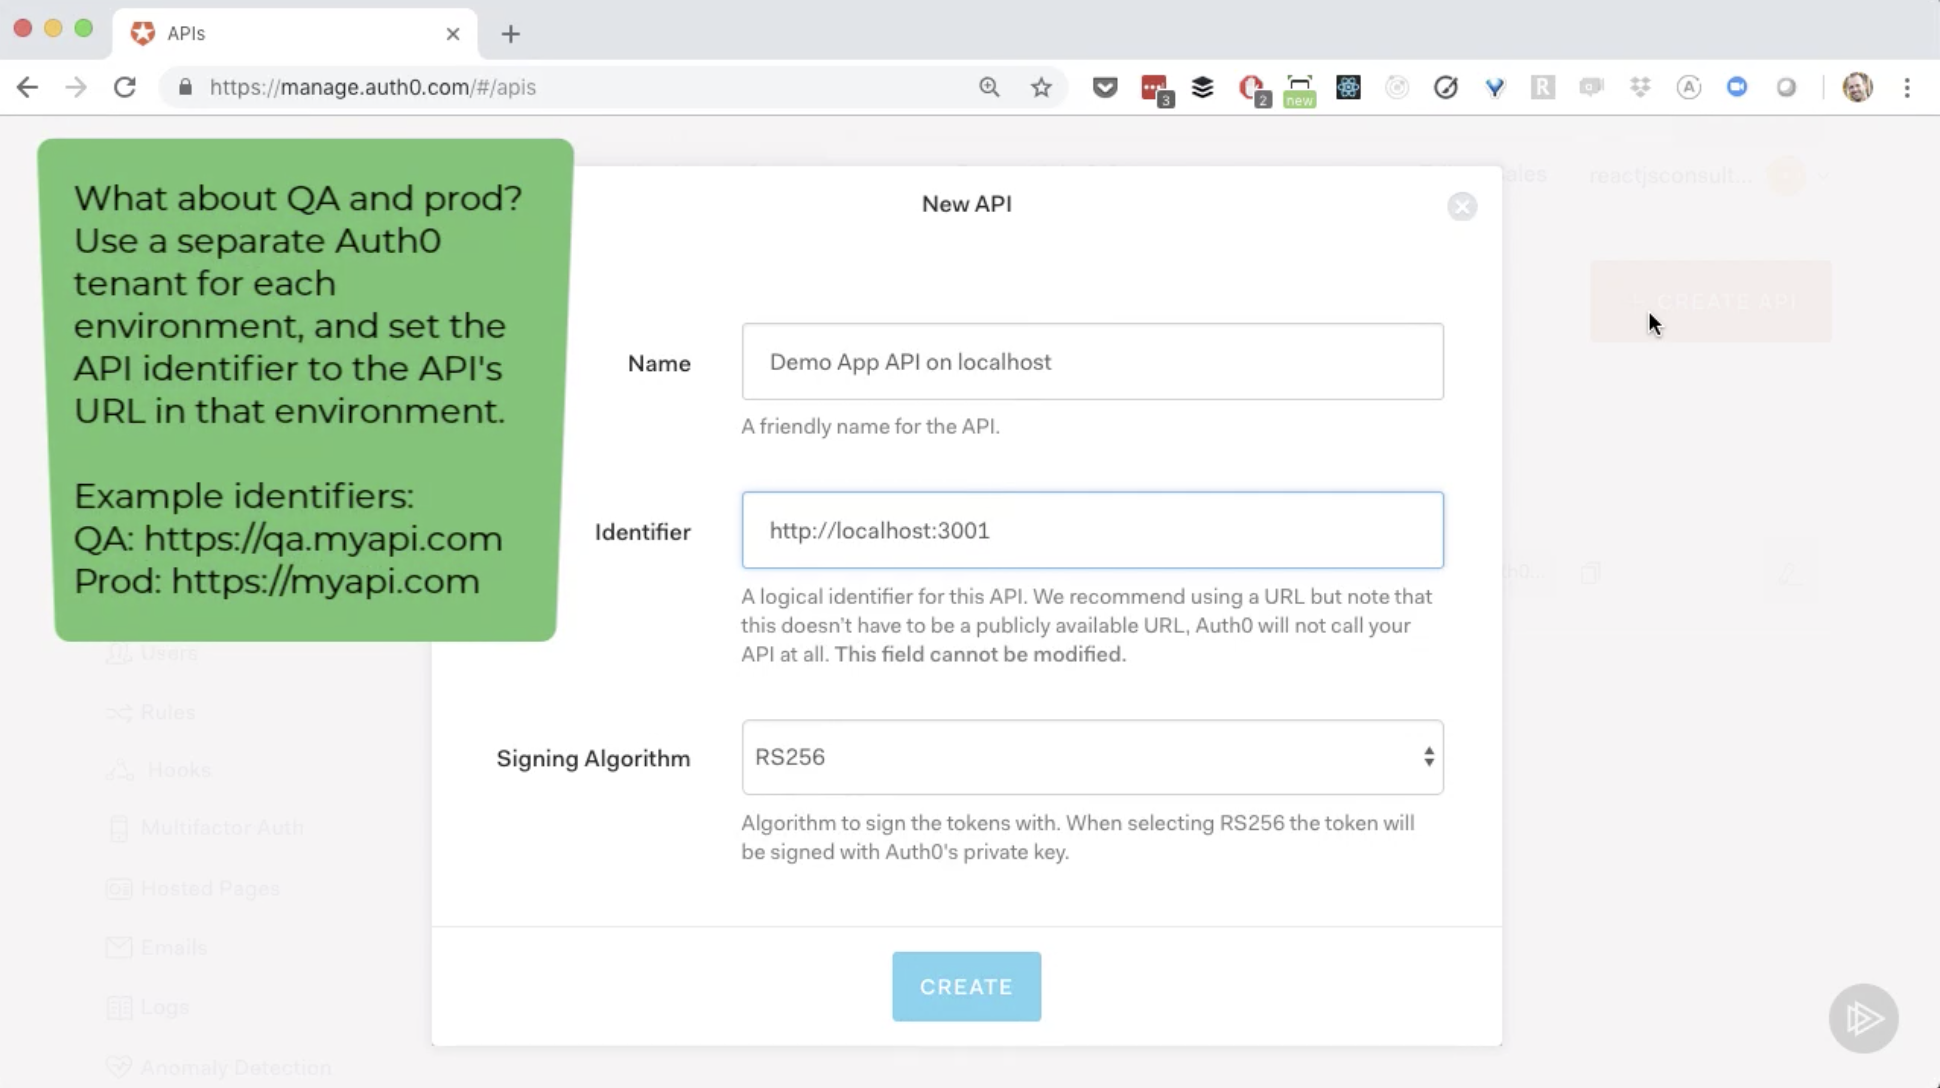 APIs
https://manage.auth0.com/#/apis
3
2
new
R
A
What about QA and prod?
Use a separate Auth0
tenant for each
environment, and set the
API identifier to the API's
URL in that environment.
Example identifiers:
QA: https://qa.myapi.com
Prod: https://myapi.com
New API
reactjsconsult...
+ CREATE API
Name
Demo App API on localhost
A friendly name for the API.
Identifier
http://localhost:3001
A logical identifier for this API. We recommend using a URL but note that
this doesn't have to be a publicly available URL, Auth0 will not call your
API at all. This field cannot be modified.
Signing Algorithm
RS256
Algorithm to sign the tokens with. When selecting RS256 the token will
be signed with Auth0's private key.
CREATE
Users
Rules
Hooks
Multifactor Auth
Hosted Pages
Emails
Logs
Anomaly Detection